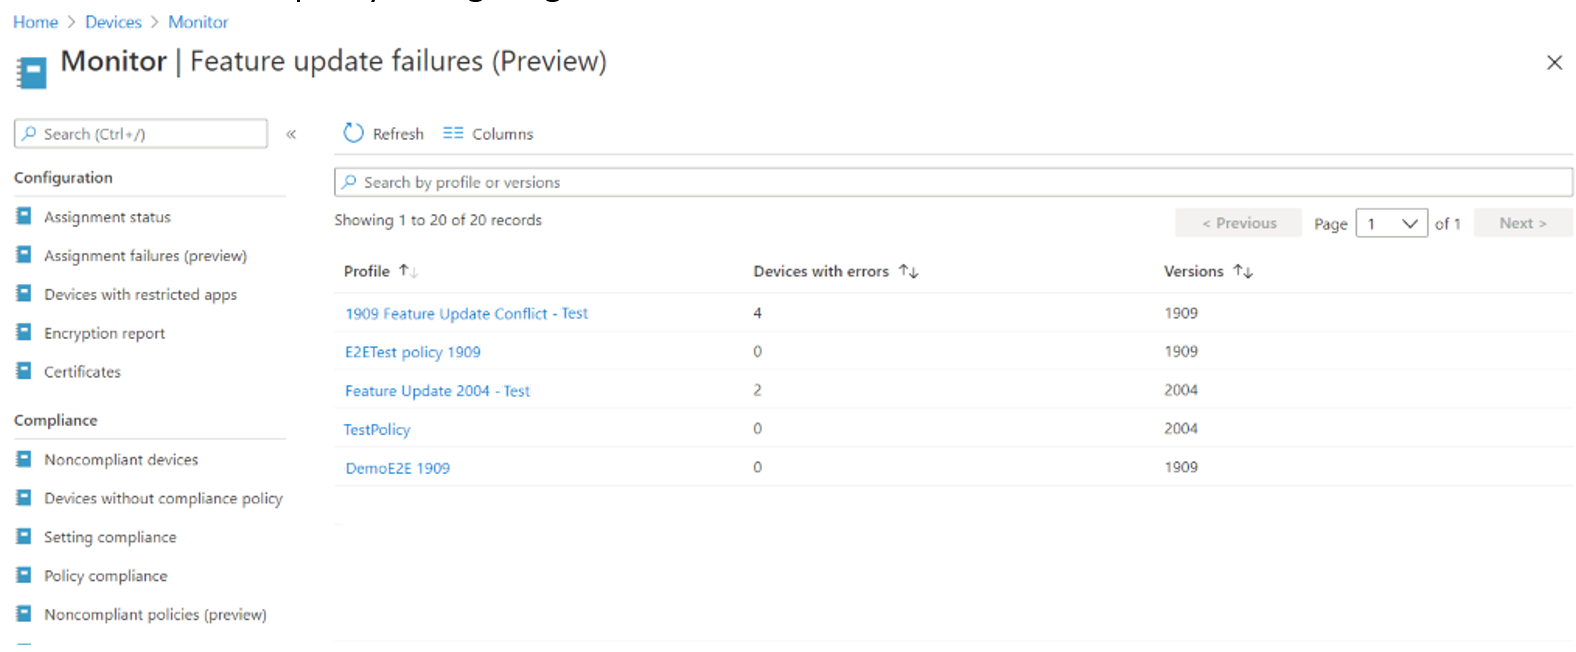 Home > Devices > Monitor
Monitor | Feature update failures (Preview)
Search (Ctrl+/)
«
Refresh
Columns
Configuration
Assignment status
Assignment failures (preview)
Devices with restricted apps
Encryption report
Certificates
Compliance
Noncompliant devices
Devices without compliance policy
Setting compliance
Policy compliance
Noncompliant policies (preview)
Search by profile or versions
Showing 1 to 20 of 20 records
< Previous Page 1 of 1 Next >
Profile ↑↓ Devices with errors ↑↓ Versions ↑↓
1909 Feature Update Conflict - Test 4 1909
E2ETest policy 1909 0 1909
Feature Update 2004 - Test 2 2004
TestPolicy 0 2004
DemoE2E 1909 0 1909